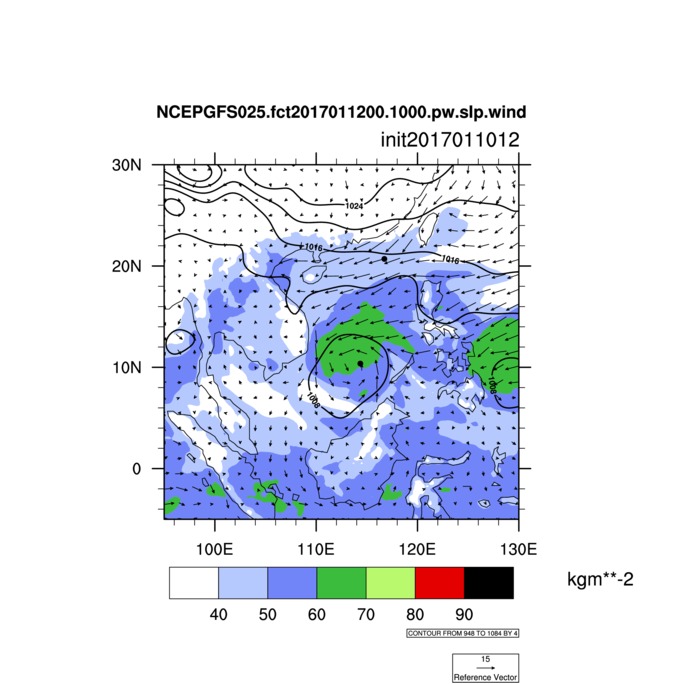 NCEPGFS025.fct2017011200.1000.pw.slp.wind
init2017011012
30N
1024
1016
1016
20N
10N
1008
1008
0
100E 110E 120E 130E
kgm**-2
40 50 60 70 80 90
CONTOUR FROM 948 TO 1084 BY 4
15
Reference Vector